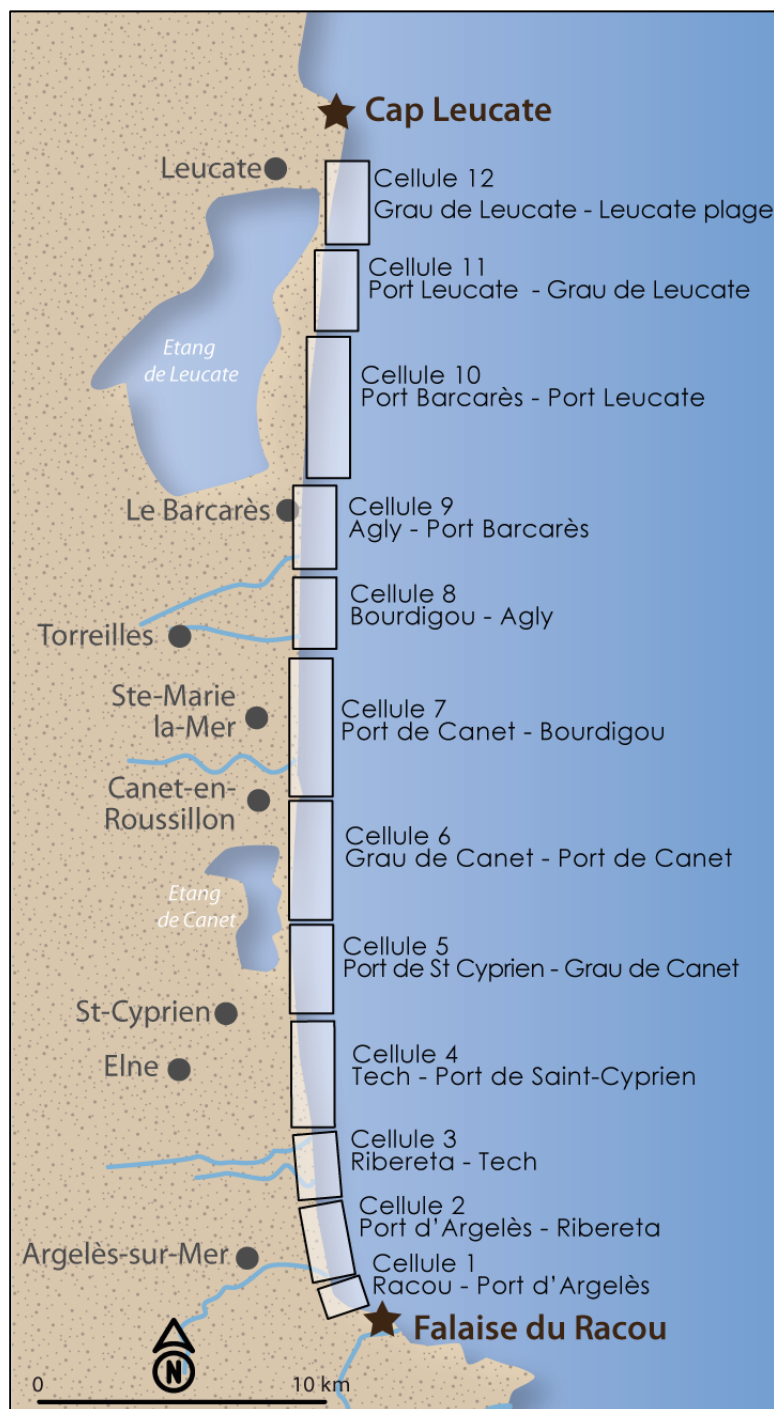 Cap Leucate
Leucate
Cellule 12
Grau de Leucate - Leucate plage
Cellule 11
Port Leucate - Grau de Leucate
Etang
de Leucate
Cellule 10
Port Barcarès - Port Leucate
Le Barcarès
Cellule 9
Agly - Port Barcarès
Cellule 8
Bourdigou - Agly
Torreilles
Ste-Marie
la-Mer
Cellule 7
Port de Canet - Bourdigou
Canet-en-
Roussillon
Cellule 6
Grau de Canet - Port de Canet
Etang
de Canet
Cellule 5
Port de St Cyprien - Grau de Canet
St-Cyprien
Elne
Cellule 4
Tech - Port de Saint-Cyprien
Cellule 3
Ribereta - Tech
Cellule 2
Port d'Argelès - Ribereta
Argelès-sur-Mer
Cellule 1
Racou - Port d'Argelès
Falaise du Racou
N
0 10 km